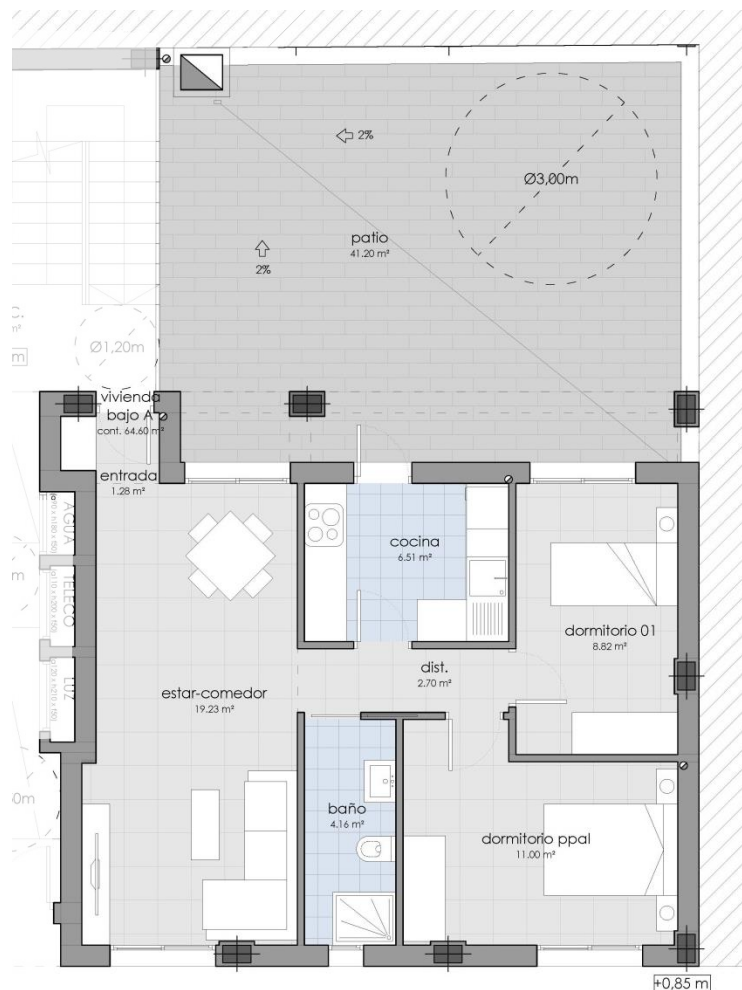 2%
Ø3,00m
patio
41.20 m²
2%
Ø1,20m
vivienda
bajo A
cont. 64.60 m²
entrada
1.28 m²
AGUA
TELECO
LUZ
cocina
6.51 m²
dormitorio 01
8.82 m²
dist.
2.70 m²
estar-comedor
19.23 m²
baño
4.16 m²
dormitorio ppal
11.00 m²
+0,85 m